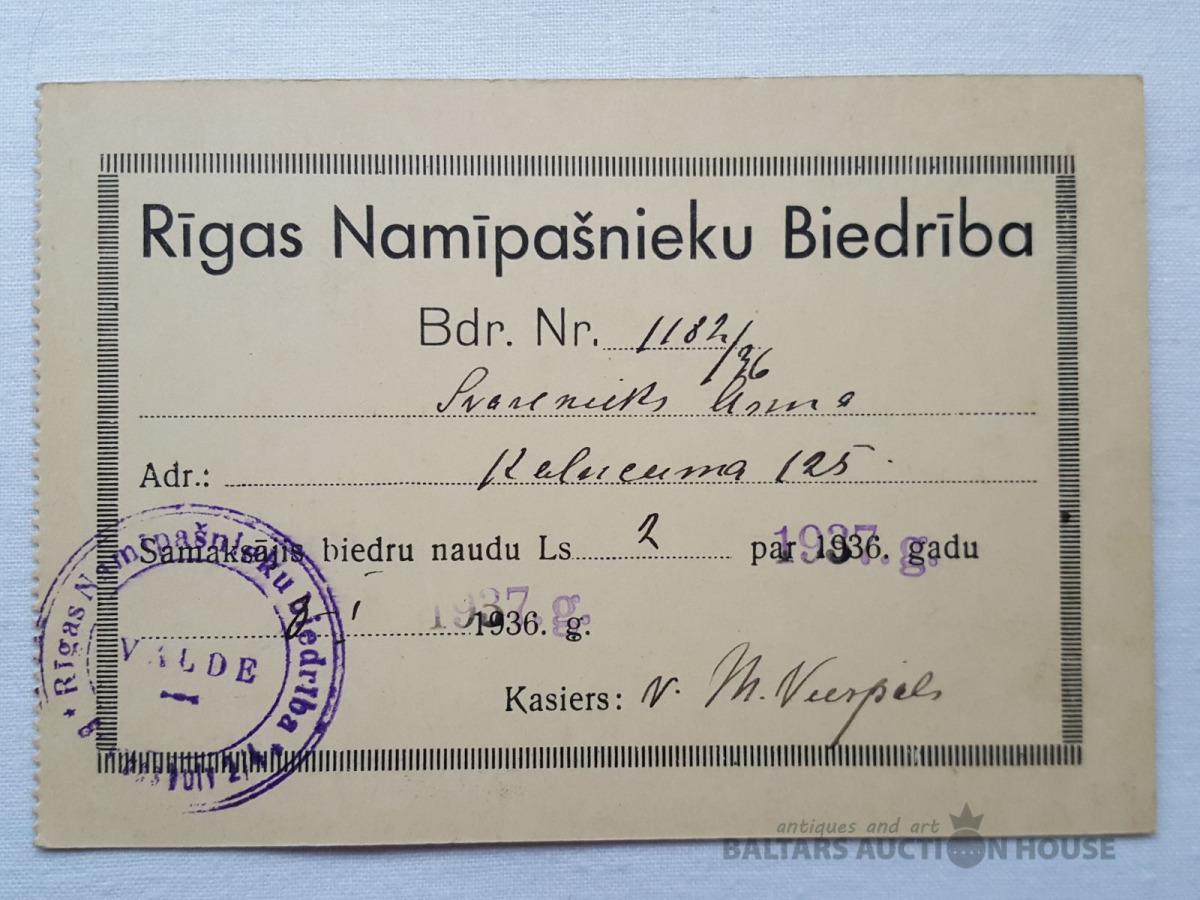 Rīgas Namīpašnieku Biedrība
Bdr. Nr. 1182/36
Anna
Adr.: Kalnciema 125
Samaksājis biedru naudu Ls 2 par 1936. gadu 1937. g.
1936. g. 1937. g.
Kasiers: v. M.
★ Rīgas Namīpašnieku biedrība ★
VALDE
antiques and art
BALTARS AUCTION HOUSE